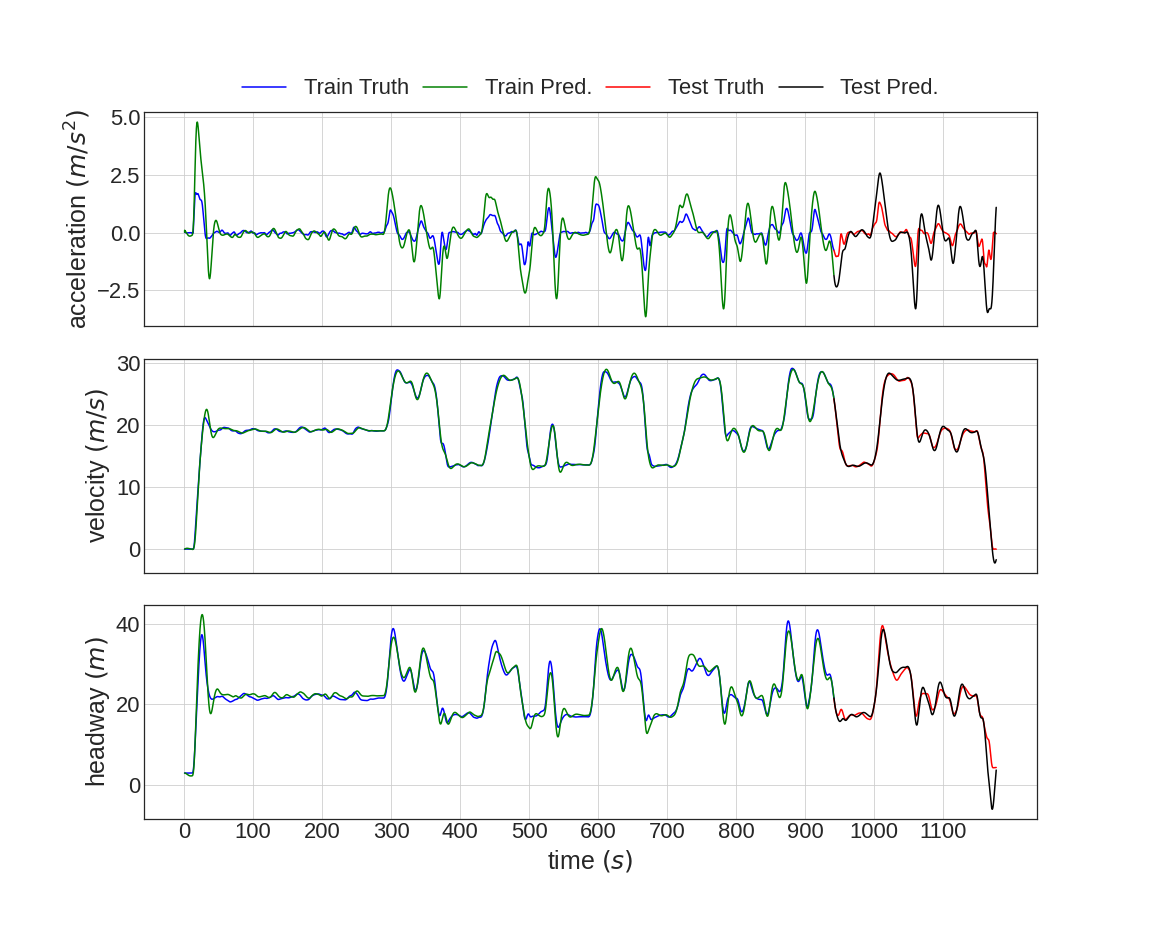 Train Truth Train Pred. Test Truth Test Pred.
acceleration (m/s²)
5.0
2.5
0.0
−2.5
velocity (m/s)
30
20
10
0
headway (m)
40
20
0
0 100 200 300 400 500 600 700 800 900 1000 1100
time (s)